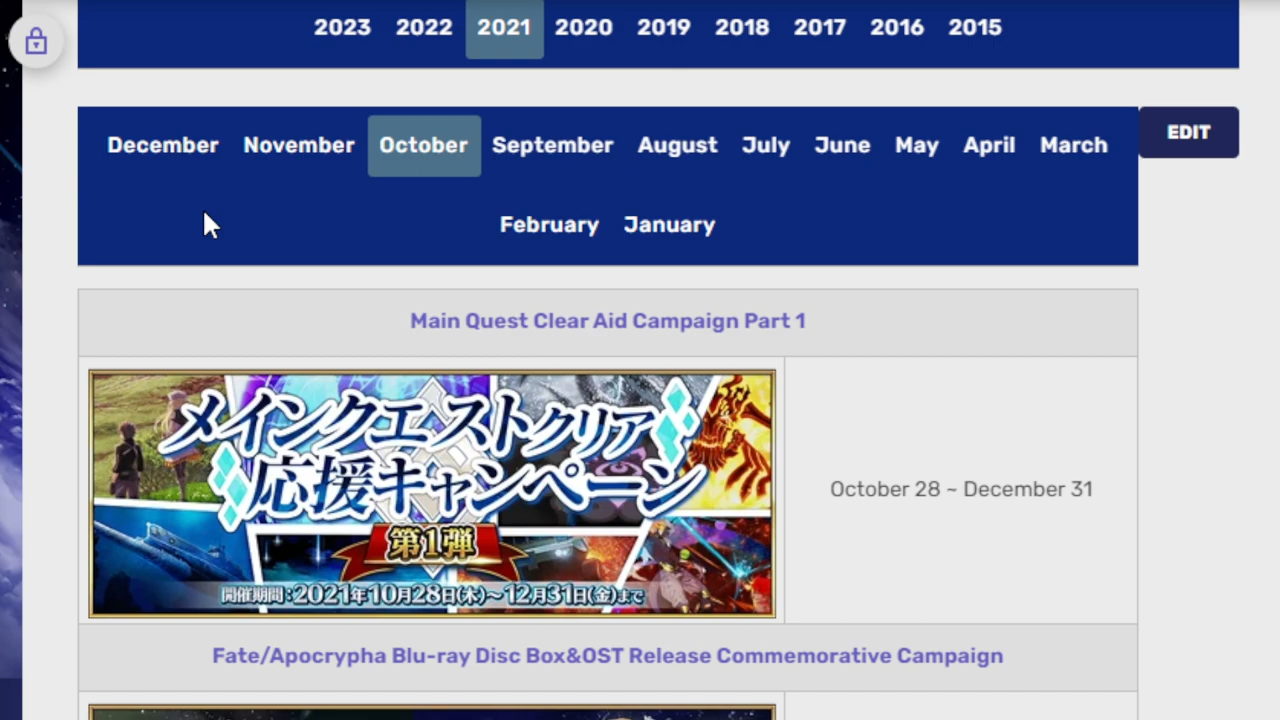 2023 2022 2021 2020 2019 2018 2017 2016 2015
December November October September August July June May April March
EDIT
February January
Main Quest Clear Aid Campaign Part 1
メインクエストクリア
応援キャンペーン
第1弾
開催期間:2021年10月28日(木)~12月31日(金)まで
October 28 ~ December 31
Fate/Apocrypha Blu-ray Disc Box&OST Release Commemorative Campaign